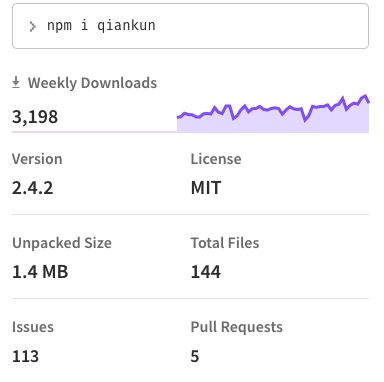 > npm i qiankun
Weekly Downloads
3,198
Version
License
2.4.2
MIT
Unpacked Size
Total Files
1.4 MB
144
Issues
Pull Requests
113
5